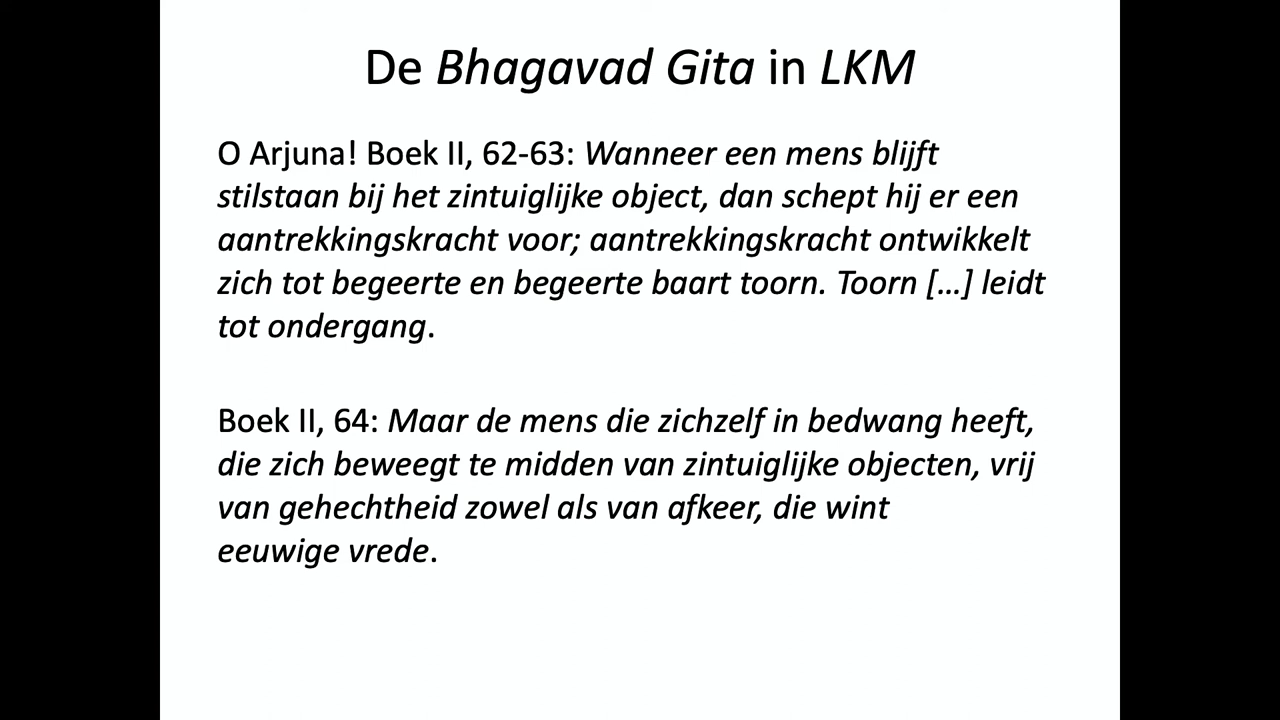 De Bhagavad Gita in LKM
O Arjuna! Boek II, 62-63: Wanneer een mens blijft
stilstaan bij het zintuiglijke object, dan schept hij er een
aantrekkingskracht voor; aantrekkingskracht ontwikkelt
zich tot begeerte en begeerte baart toorn. Toorn […] leidt
tot ondergang.
Boek II, 64: Maar de mens die zichzelf in bedwang heeft,
die zich beweegt te midden van zintuiglijke objecten, vrij
van gehechtheid zowel als van afkeer, die wint
eeuwige vrede.